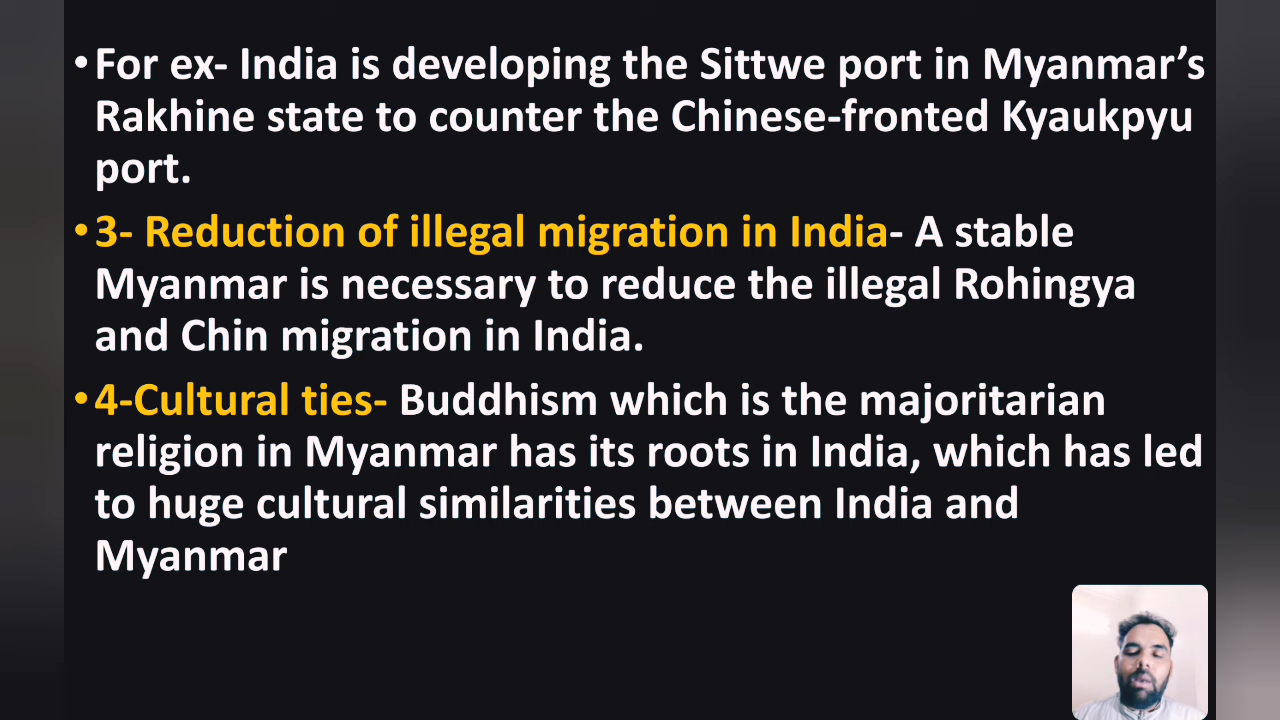 •For ex- India is developing the Sittwe port in Myanmar’s
Rakhine state to counter the Chinese-fronted Kyaukpyu
port.
•3- Reduction of illegal migration in India- A stable
Myanmar is necessary to reduce the illegal Rohingya
and Chin migration in India.
•4-Cultural ties- Buddhism which is the majoritarian
religion in Myanmar has its roots in India, which has led
to huge cultural similarities between India and
Myanmar